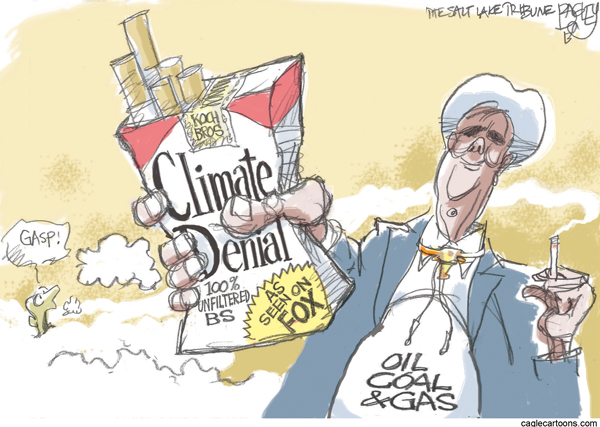 THE SALT LAKE TRIBUNE BAGLEY
KOCH
BROS
Climate
Denial
100%
UNFILTERED
BS
AS
SEEN ON
FOX
GASP!
OIL
COAL
& GAS
caglecartoons.com